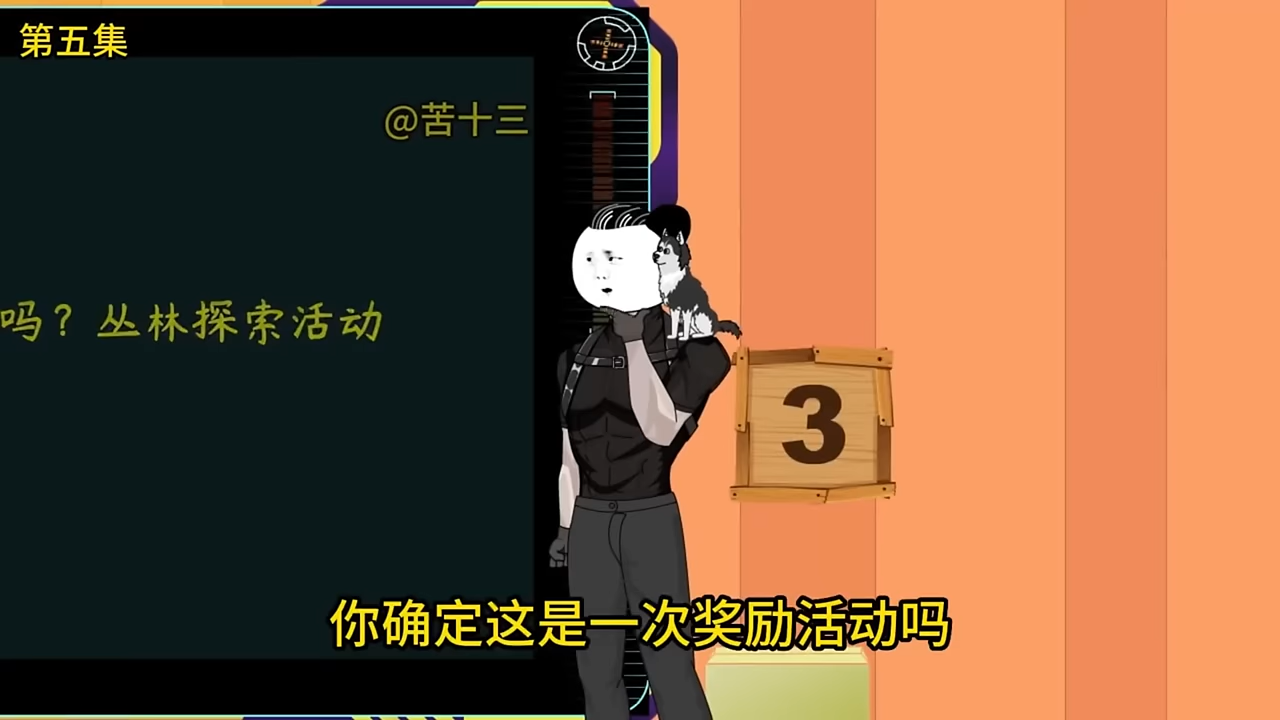 第五集
@苦十三
吗？丛林探索活动
3
你确定这是一次奖励活动吗